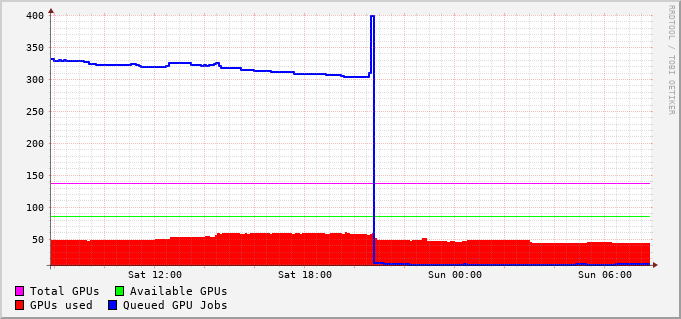 400
350
300
250
200
150
100
50
Sat 12:00 Sat 18:00 Sun 00:00 Sun 06:00
Total GPUs Available GPUs
GPUs used Queued GPU Jobs
RRDTOOL / TOBI OETIKER